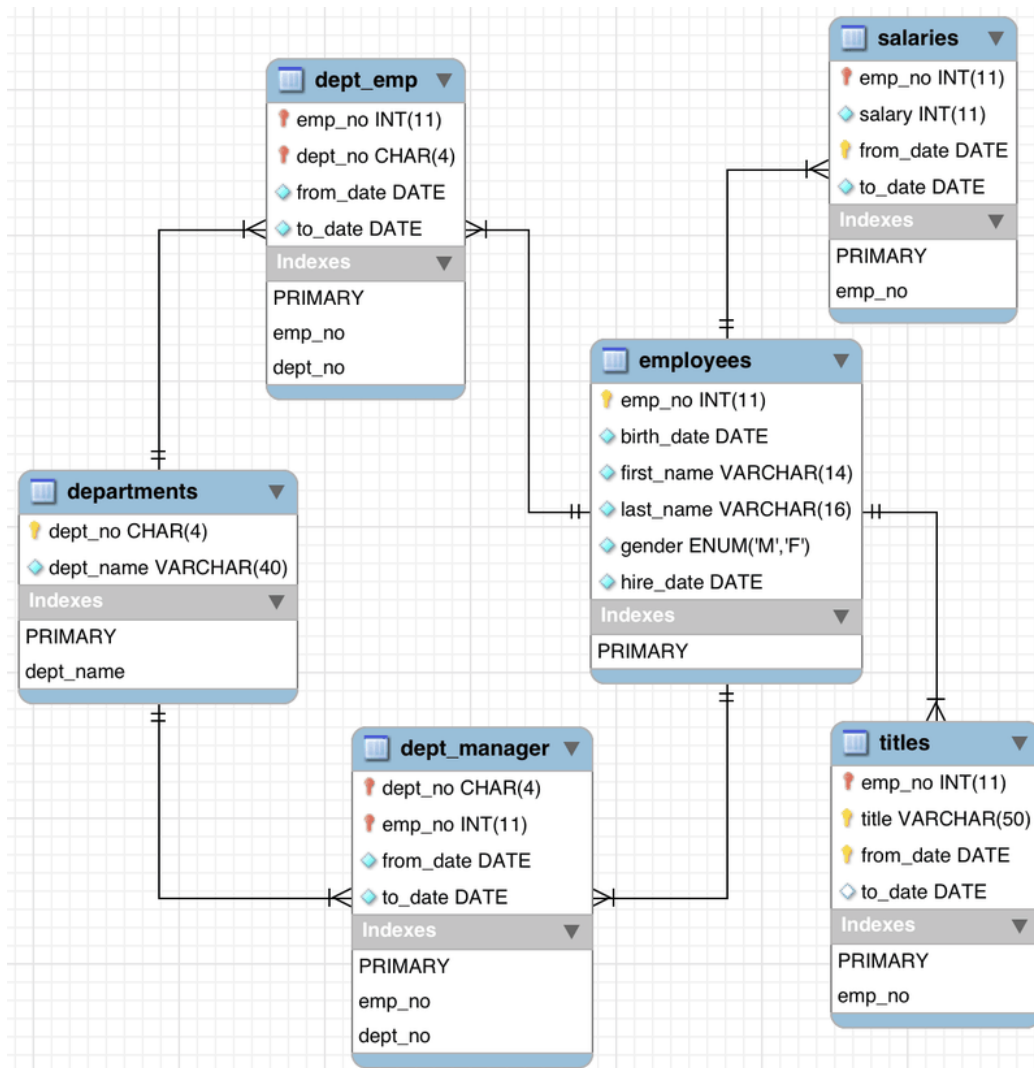 dept_emp
emp_no INT(11)
dept_no CHAR(4)
from_date DATE
to_date DATE
Indexes
PRIMARY
emp_no
dept_no
salaries
emp_no INT(11)
salary INT(11)
from_date DATE
to_date DATE
Indexes
PRIMARY
emp_no
employees
emp_no INT(11)
birth_date DATE
first_name VARCHAR(14)
last_name VARCHAR(16)
gender ENUM('M','F')
hire_date DATE
Indexes
PRIMARY
departments
dept_no CHAR(4)
dept_name VARCHAR(40)
Indexes
PRIMARY
dept_name
dept_manager
dept_no CHAR(4)
emp_no INT(11)
from_date DATE
to_date DATE
Indexes
PRIMARY
emp_no
dept_no
titles
emp_no INT(11)
title VARCHAR(50)
from_date DATE
to_date DATE
Indexes
PRIMARY
emp_no